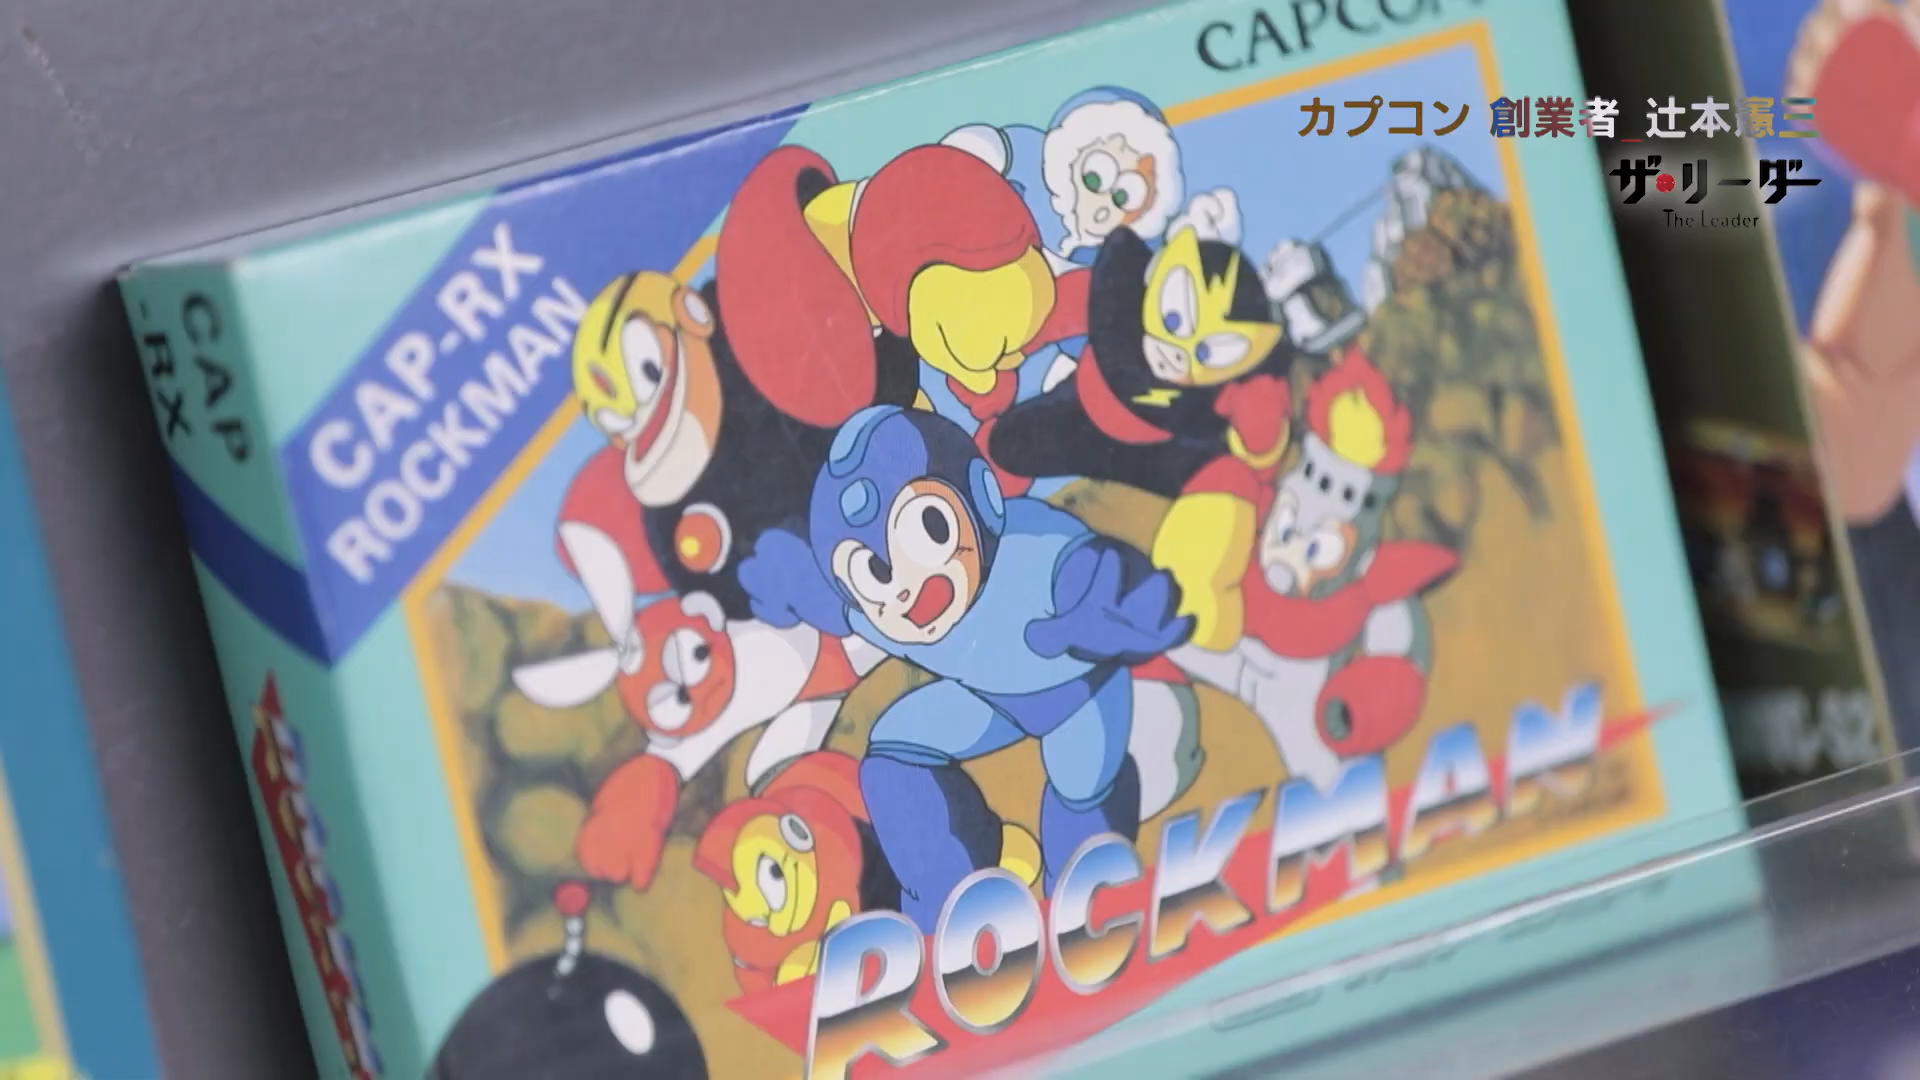 CAPCOM
カプコン 創業者_辻本憲三
ザ・リーダー
The Leader
CAP-RX
ROCKMAN
CAP
-RX
ROCKMAN